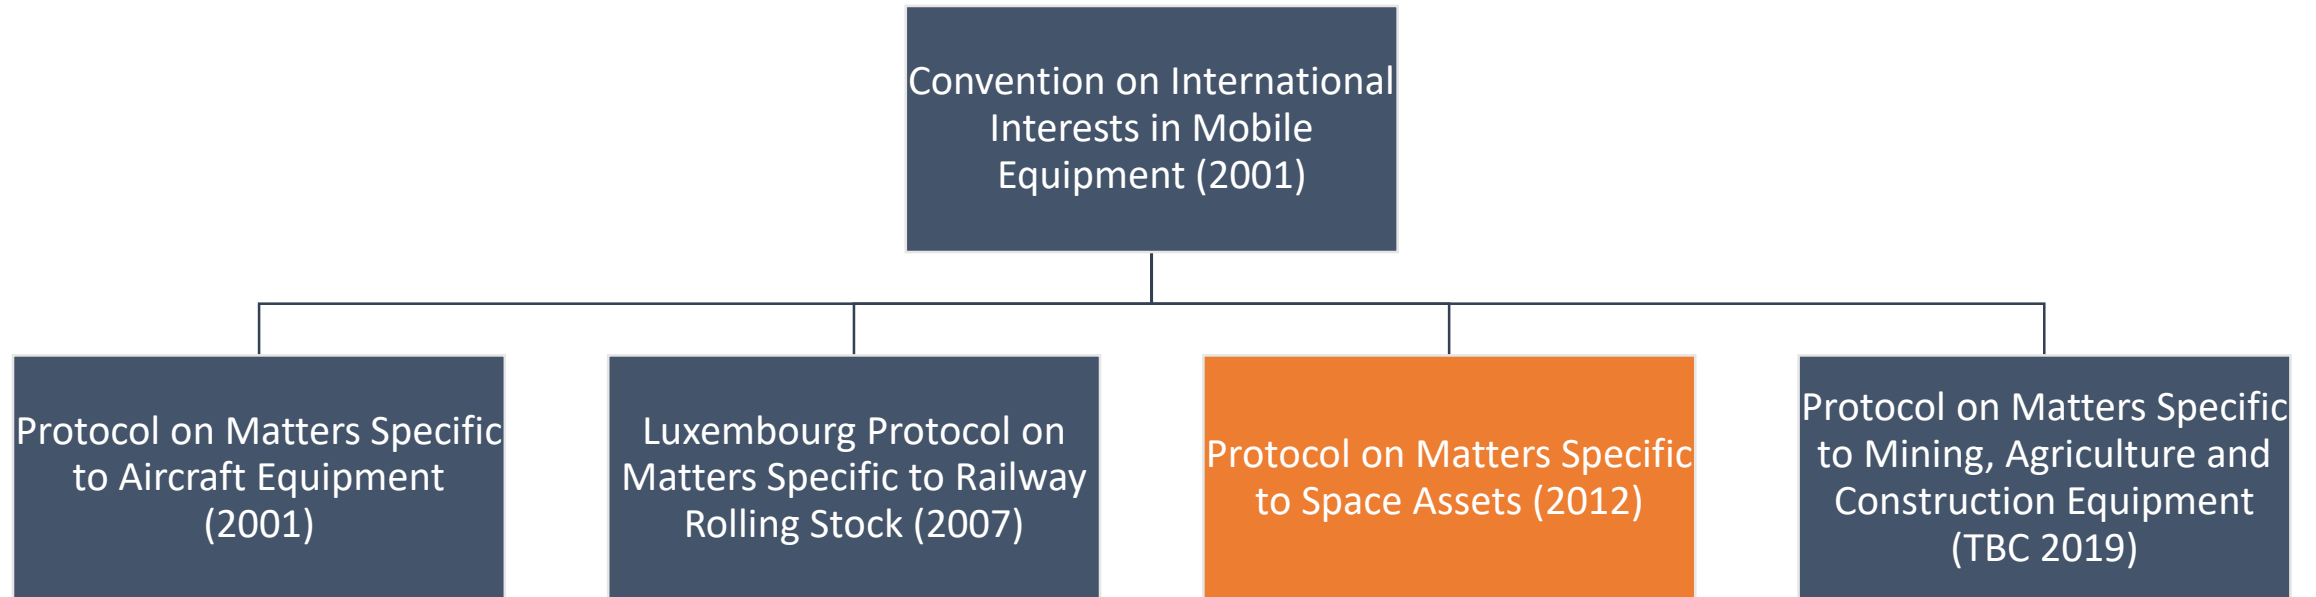 Convention on International
Interests in Mobile
Equipment (2001)
Protocol on Matters Specific
to Aircraft Equipment
(2001)
Luxembourg Protocol on
Matters Specific to Railway
Rolling Stock (2007)
Protocol on Matters Specific
to Space Assets (2012)
Protocol on Matters Specific
to Mining, Agriculture and
Construction Equipment
(TBC 2019)